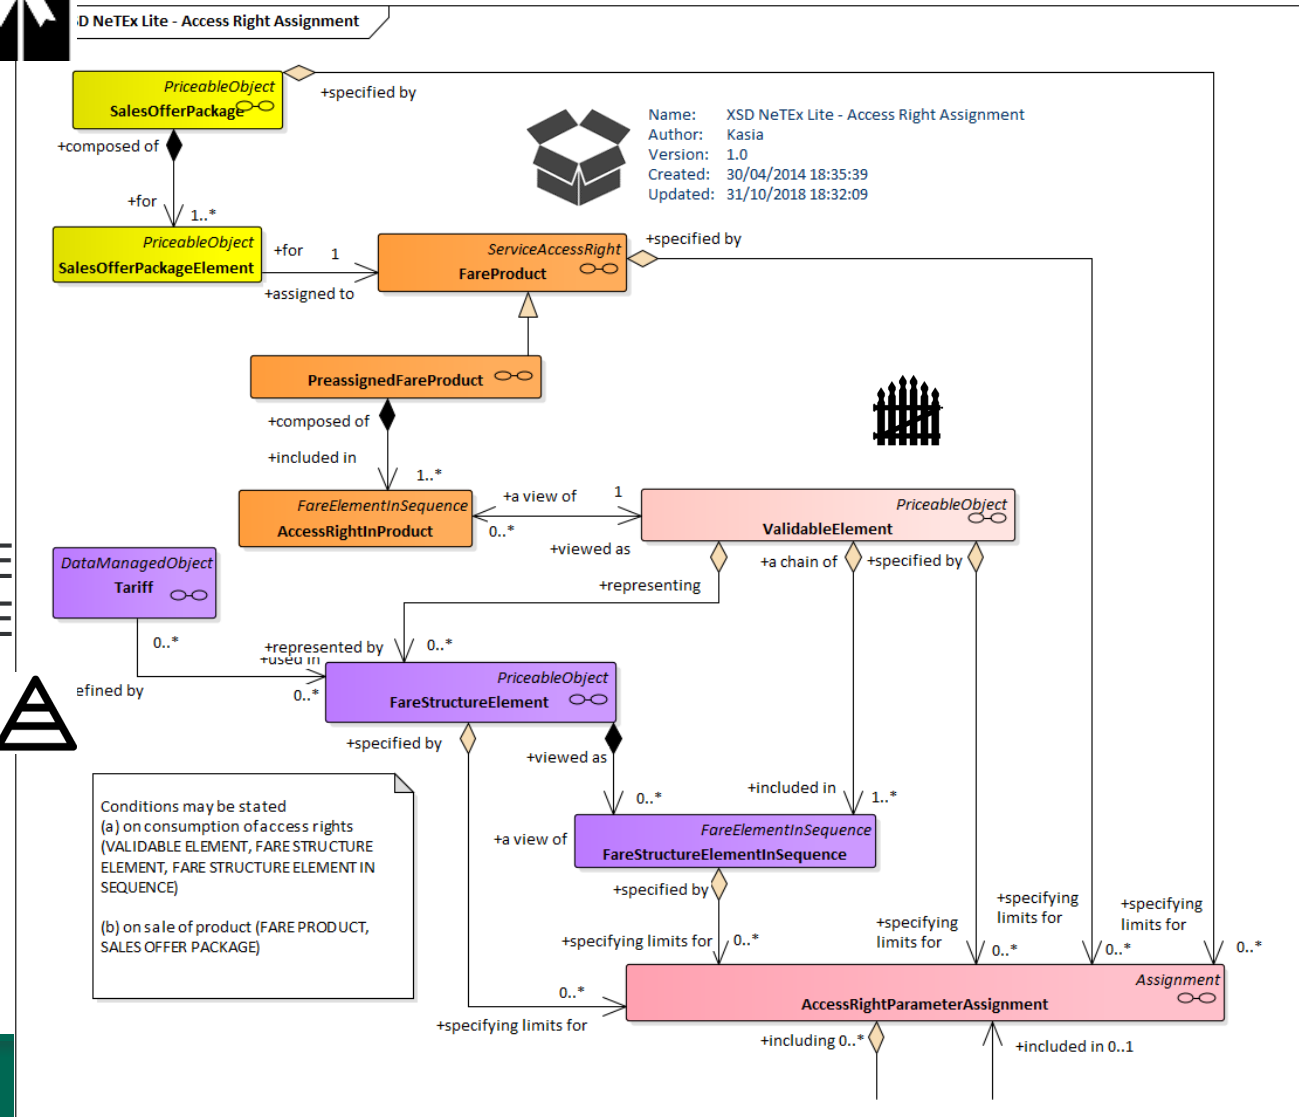 SD NeTEx Lite - Access Right Assignment
PriceableObject
SalesOfferPackage
+specified by
Name: XSD NeTEx Lite - Access Right Assignment
Author: Kasia
Version: 1.0
Created: 30/04/2014 18:35:39
Updated: 31/10/2018 18:32:09
+composed of
+for
1..*
PriceableObject
SalesOfferPackageElement
+for 1
+assigned to
ServiceAccessRight
FareProduct
+specified by
PreassignedFareProduct
+composed of
+included in
1..*
FareElementInSequence
AccessRightInProduct
+a view of 1
0..*
+viewed as
PriceableObject
ValidableElement
+representing
+a chain of
+specified by
DataManagedObject
Tariff
0..*
+represented by
0..*
+used in
efined by
0..*
PriceableObject
FareStructureElement
+specified by
+viewed as
0..*
+included in
1..*
+a view of
FareElementInSequence
FareStructureElementInSequence
Conditions may be stated
(a) on consumption of access rights
(VALIDABLE ELEMENT, FARE STRUCTURE
ELEMENT, FARE STRUCTURE ELEMENT IN
SEQUENCE)
(b) on sale of product (FARE PRODUCT,
SALES OFFER PACKAGE)
+specified by
+specifying limits for
0..*
+specifying
limits for
0..*
+specifying
limits for
0..*
+specifying
limits for
0..*
0..*
+specifying limits for
Assignment
AccessRightParameterAssignment
+including 0..*
+included in 0..1